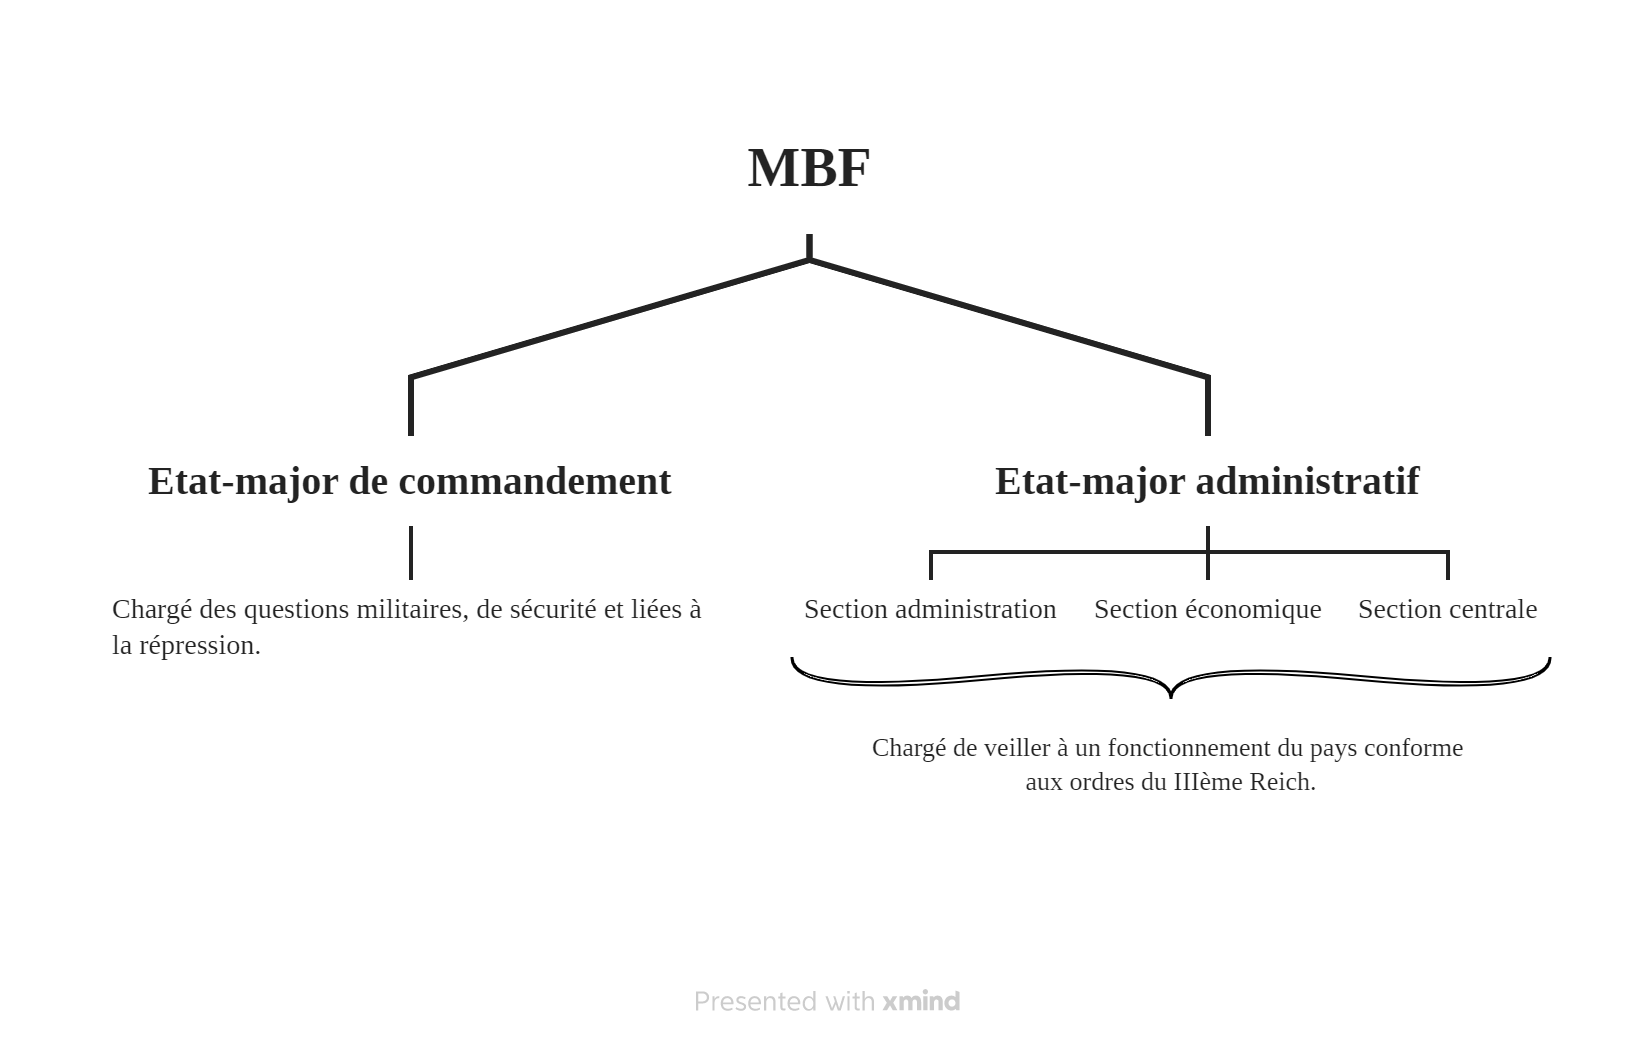 MBF
Etat-major de commandement
Etat-major administratif
Chargé des questions militaires, de sécurité et liées à
la répression.
Section administration
Section économique
Section centrale
Chargé de veiller à un fonctionnement du pays conforme
aux ordres du IIIème Reich.
Presented with xmind